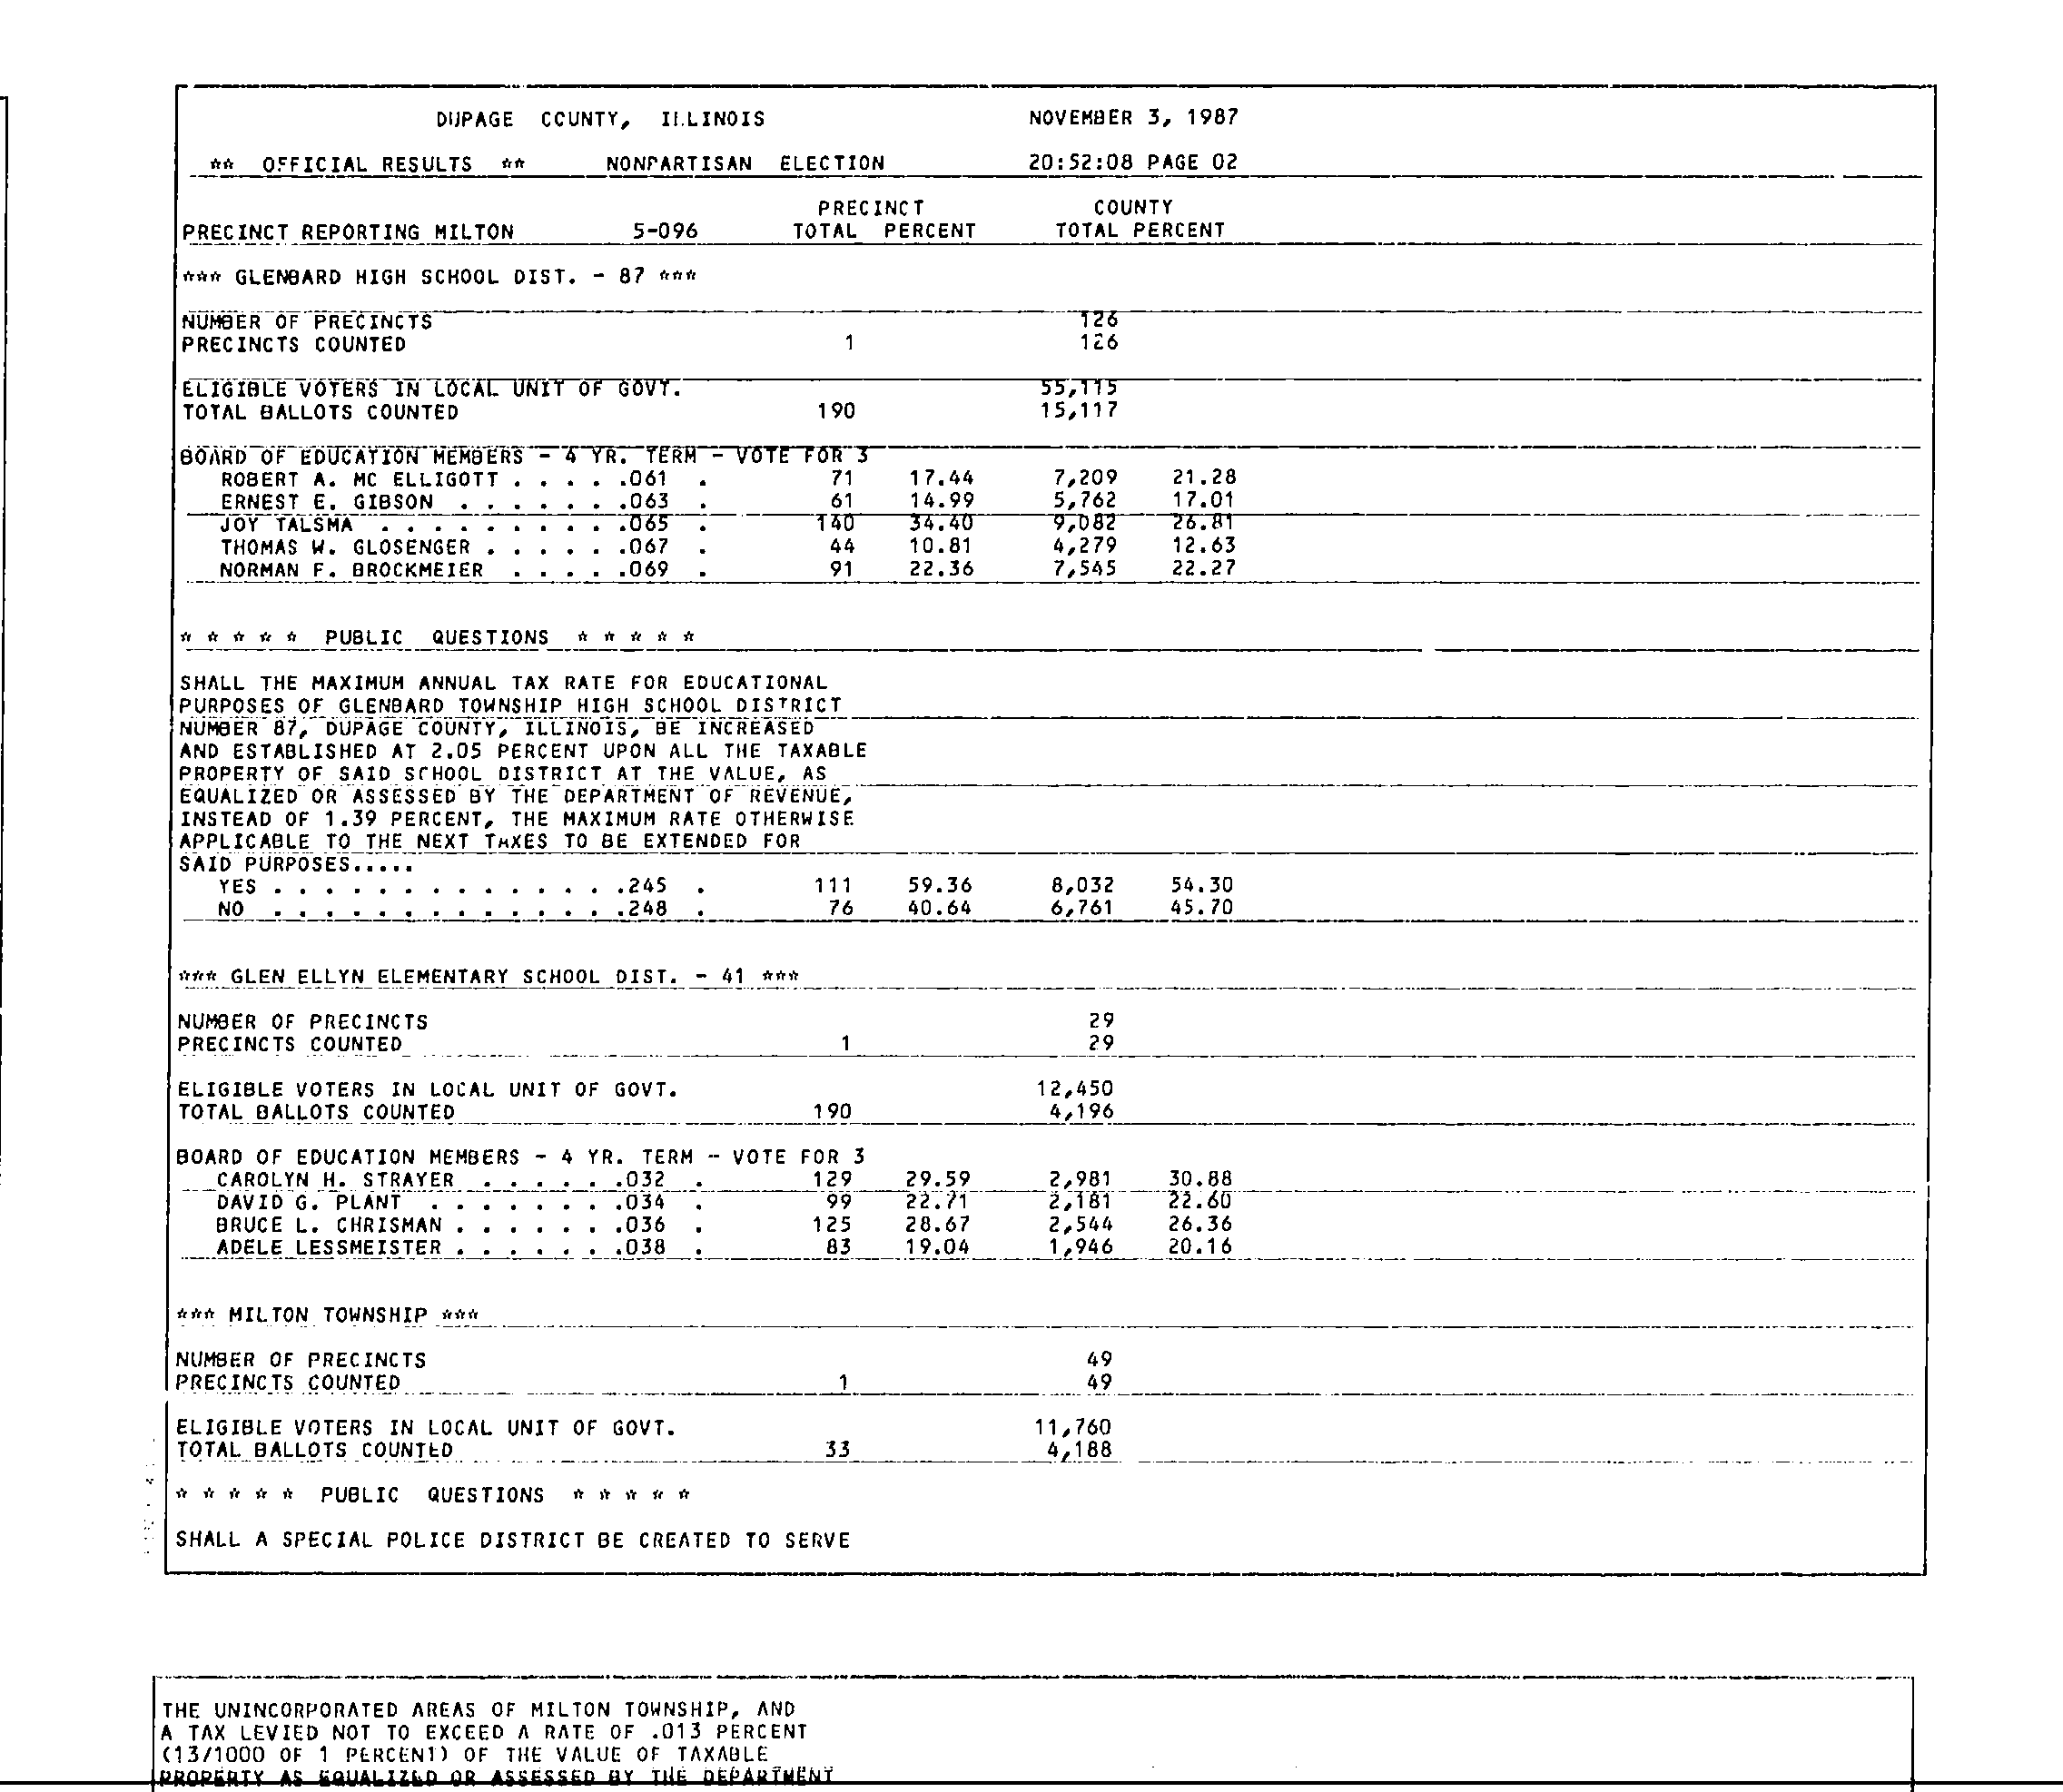 DUPAGE COUNTY, ILLINOIS NOVEMBER 3, 1987
** OFFICIAL RESULTS ** NONPARTISAN ELECTION 20:52:08 PAGE 02
PRECINCT COUNTY
PRECINCT REPORTING MILTON 5-096 TOTAL PERCENT TOTAL PERCENT
*** GLENBARD HIGH SCHOOL DIST. - 87 ***
NUMBER OF PRECINCTS 126
PRECINCTS COUNTED 1 126
ELIGIBLE VOTERS IN LOCAL UNIT OF GOVT. 55,115
TOTAL BALLOTS COUNTED 190 15,117
BOARD OF EDUCATION MEMBERS - 4 YR. TERM - VOTE FOR 3
ROBERT A. MC ELLIGOTT . . . . .061 . 71 17.44 7,209 21.28
ERNEST E. GIBSON . . . . . . .063 . 61 14.99 5,762 17.01
JOY TALSMA . . . . . . . . . .065 . 140 34.40 9,082 26.81
THOMAS W. GLOSENGER . . . . . .067 . 44 10.81 4,279 12.63
NORMAN F. BROCKMEIER . . . . .069 . 91 22.36 7,545 22.27
* * * * * PUBLIC QUESTIONS * * * * *
SHALL THE MAXIMUM ANNUAL TAX RATE FOR EDUCATIONAL
PURPOSES OF GLENBARD TOWNSHIP HIGH SCHOOL DISTRICT
NUMBER 87, DUPAGE COUNTY, ILLINOIS, BE INCREASED
AND ESTABLISHED AT 2.05 PERCENT UPON ALL THE TAXABLE
PROPERTY OF SAID SCHOOL DISTRICT AT THE VALUE, AS
EQUALIZED OR ASSESSED BY THE DEPARTMENT OF REVENUE,
INSTEAD OF 1.39 PERCENT, THE MAXIMUM RATE OTHERWISE
APPLICABLE TO THE NEXT TAXES TO BE EXTENDED FOR
SAID PURPOSES.....
YES . . . . . . . . . . . . . .245 . 111 59.36 8,032 54.30
NO . . . . . . . . . . . . . .248 . 76 40.64 6,761 45.70
*** GLEN ELLYN ELEMENTARY SCHOOL DIST. - 41 ***
NUMBER OF PRECINCTS 29
PRECINCTS COUNTED 1 29
ELIGIBLE VOTERS IN LOCAL UNIT OF GOVT. 12,450
TOTAL BALLOTS COUNTED 190 4,196
BOARD OF EDUCATION MEMBERS - 4 YR. TERM - VOTE FOR 3
CAROLYN H. STRAYER . . . . . .032 . 129 29.59 2,981 30.88
DAVID G. PLANT . . . . . . . .034 . 99 22.71 2,181 22.60
BRUCE L. CHRISMAN . . . . . . .036 . 125 28.67 2,544 26.36
ADELE LESSMEISTER . . . . . . .038 . 83 19.04 1,946 20.16
*** MILTON TOWNSHIP ***
NUMBER OF PRECINCTS 49
PRECINCTS COUNTED 1 49
ELIGIBLE VOTERS IN LOCAL UNIT OF GOVT. 11,760
TOTAL BALLOTS COUNTED 33 4,188
* * * * * PUBLIC QUESTIONS * * * * *
SHALL A SPECIAL POLICE DISTRICT BE CREATED TO SERVE
THE UNINCORPORATED AREAS OF MILTON TOWNSHIP, AND
A TAX LEVIED NOT TO EXCEED A RATE OF .013 PERCENT
(13/1000 OF 1 PERCENT) OF THE VALUE OF TAXABLE
PROPERTY AS EQUALIZED OR ASSESSED BY THE DEPARTMENT